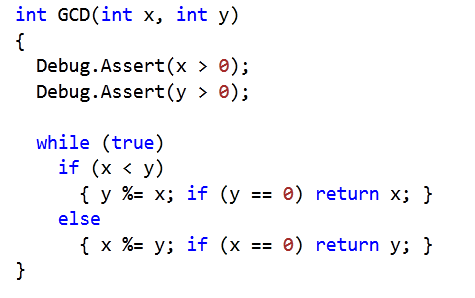 int GCD(int x, int y)
{
  Debug.Assert(x > 0);
  Debug.Assert(y > 0);

  while (true)
    if (x < y)
      { y %= x; if (y == 0) return x; }
    else
      { x %= y; if (x == 0) return y; }
}